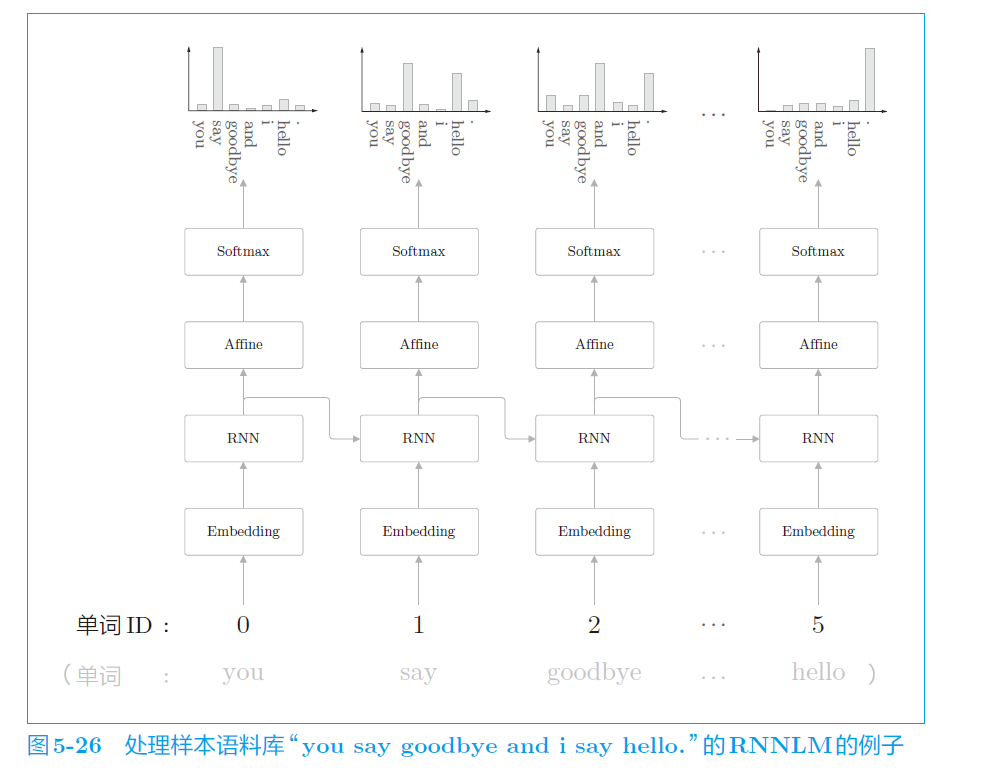 you say goodbye and i hello .
you say goodbye and i hello .
you say goodbye and i hello .
...
you say goodbye and i hello .
Softmax Softmax Softmax ... Softmax
Affine Affine Affine ... Affine
RNN RNN RNN ... RNN
Embedding Embedding Embedding ... Embedding
单词 ID : 0 1 2 ... 5
(单词 : you say goodbye ... hello )
图5-26 处理样本语料库“you say goodbye and i say hello.”的RNNLM的例子